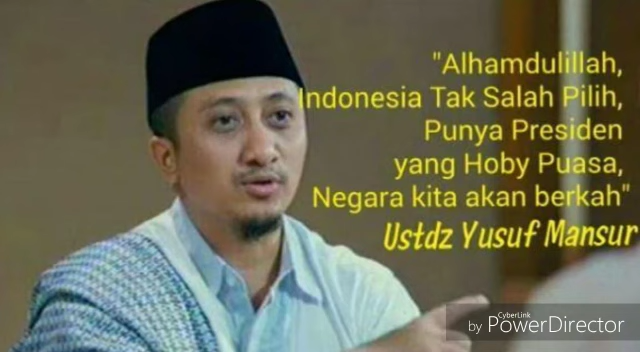 "Alhamdulillah,
Indonesia Tak Salah Pilih,
Punya Presiden
yang Hoby Puasa,
Negara kita akan berkah"
Ustdz Yusuf Mansur
CyberLink
by PowerDirector